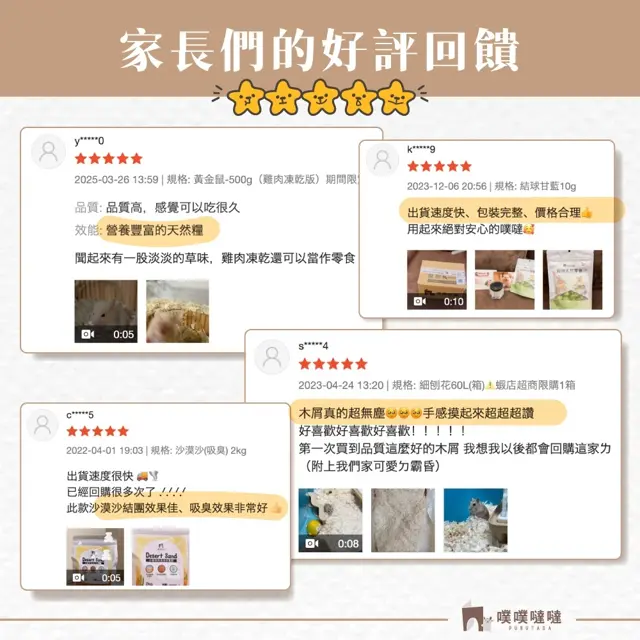 家長們的好評回饋
y*****0
2025-03-26 13:59 | 規格: 黃金鼠-500g（雞肉凍乾版）期間限
品質: 品質高，感覺可以吃很久
效能: 營養豐富的天然糧
聞起來有一股淡淡的草味，雞肉凍乾還可以當作零食
0:05
k*****9
2023-12-06 20:56 | 規格: 結球甘藍10g
出貨速度快、包裝完整、價格合理👍
用起來絕對安心的噗噠🥰
0:10
s*****4
2023-04-24 13:20 | 規格: 細刨花60L(箱)⚠️蝦店超商限購1箱
木屑真的超無塵🥹🥹🥹手感摸起來超超超讚
好喜歡好喜歡好喜歡！！！！！
第一次買到品質這麼好的木屑 我想我以後都會回購這家ㄉ
（附上我們家可愛ㄉ霸昏）
0:08
c*****5
2022-04-01 19:03 | 規格: 沙漠沙(吸臭) 2kg
出貨速度很快 🚚💨
已經回購很多次了 ././././
此款沙漠沙結團效果佳、吸臭效果非常好👍
0:05
Desert Sand
噗噗噠噠
PURUTATA